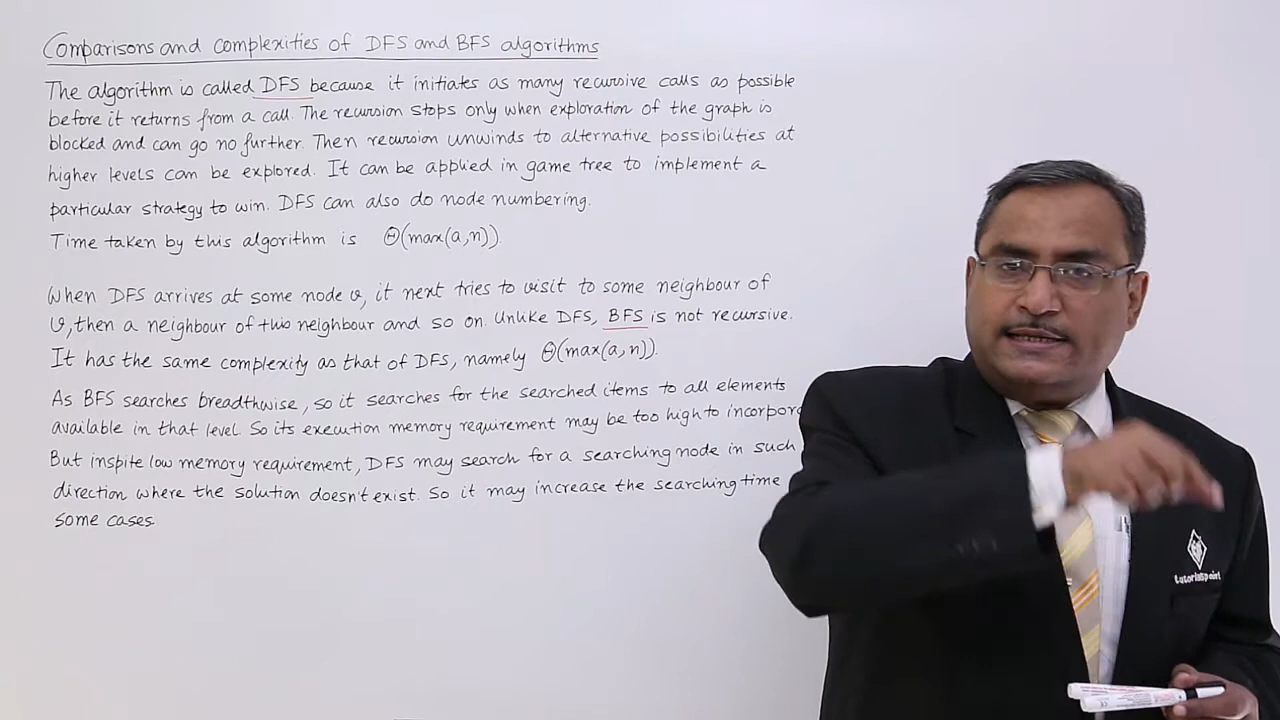 Comparisons and complexities of DFS and BFS algorithms
The algorithm is called DFS because it initiates as many recursive calls as possible
before it returns from a call. The recursion stops only when exploration of the graph is
blocked and can go no further. Then recursion unwinds to alternative possibilities at
higher levels can be explored. It can be applied in game tree to implement a
particular strategy to win. DFS can also do node numbering.
Time taken by this algorithm is Θ(max(a,n)).
When DFS arrives at some node v, it next tries to visit to some neighbour of
v, then a neighbour of this neighbour and so on. Unlike DFS, BFS is not recursive.
It has the same complexity as that of DFS, namely Θ(max(a,n)).
As BFS searches breadthwise, so it searches for the searched items to all elements
available in that level. So its execution memory requirement may be too high to incorpora
But inspite low memory requirement, DFS may search for a searching node in such
direction where the solution doesn't exist. So it may increase the searching time
some cases.
tutorialspoint